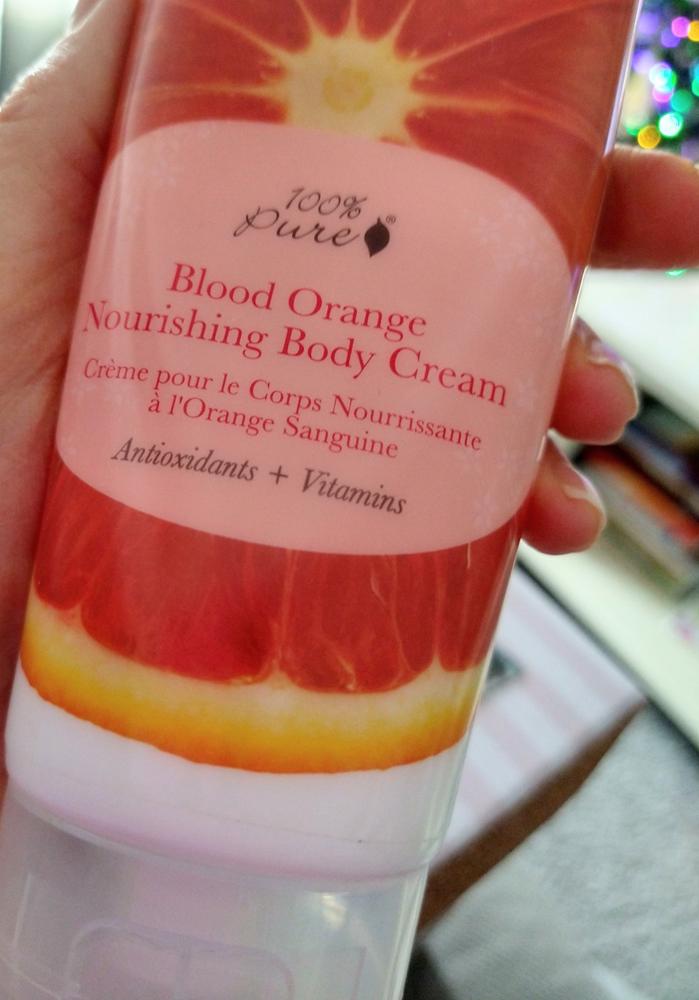 100%
Pure®
Blood Orange
Nourishing Body Cream
Crème pour le Corps Nourrissante
à l'Orange Sanguine
Antioxidants + Vitamins